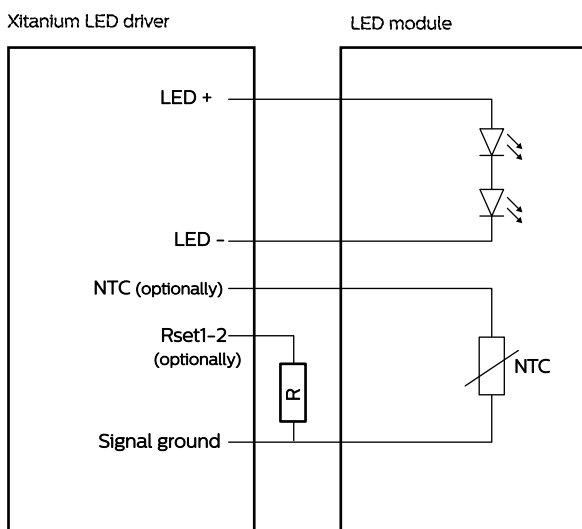 Xitanium LED driver
LED module
LED +
LED -
NTC (optionally)
Rset1-2
(optionally)
R
NTC
Signal ground